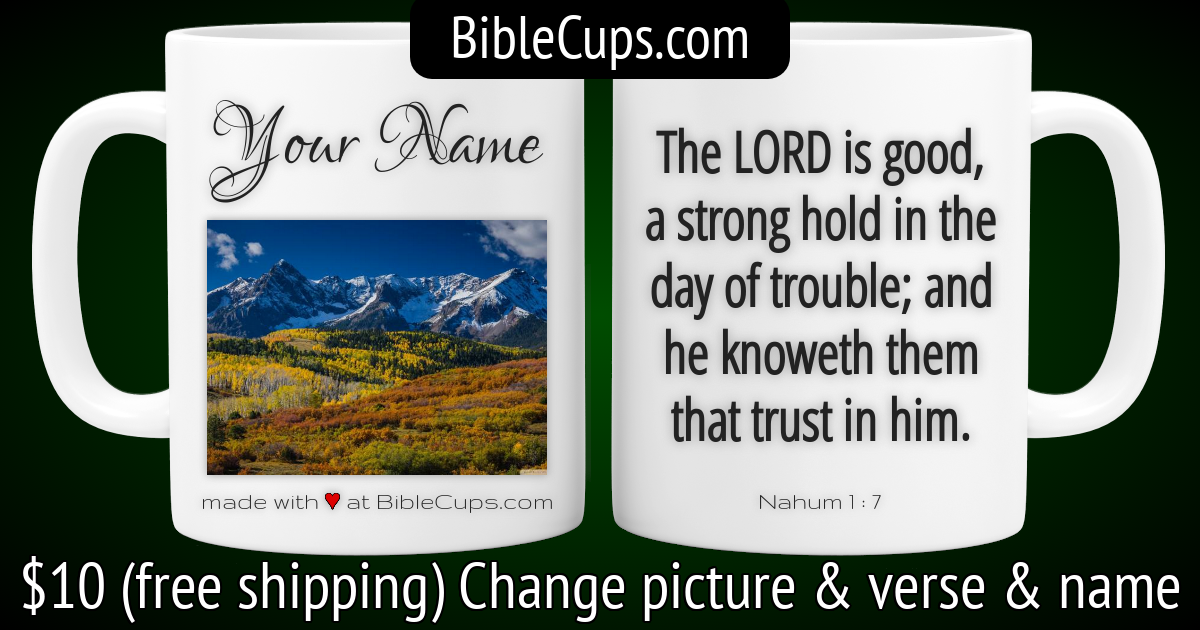 BibleCups.com
Your Name
made with ♥ at BibleCups.com
The LORD is good,
a strong hold in the
day of trouble; and
he knoweth them
that trust in him.
Nahum 1 : 7
$10 (free shipping) Change picture & verse & name